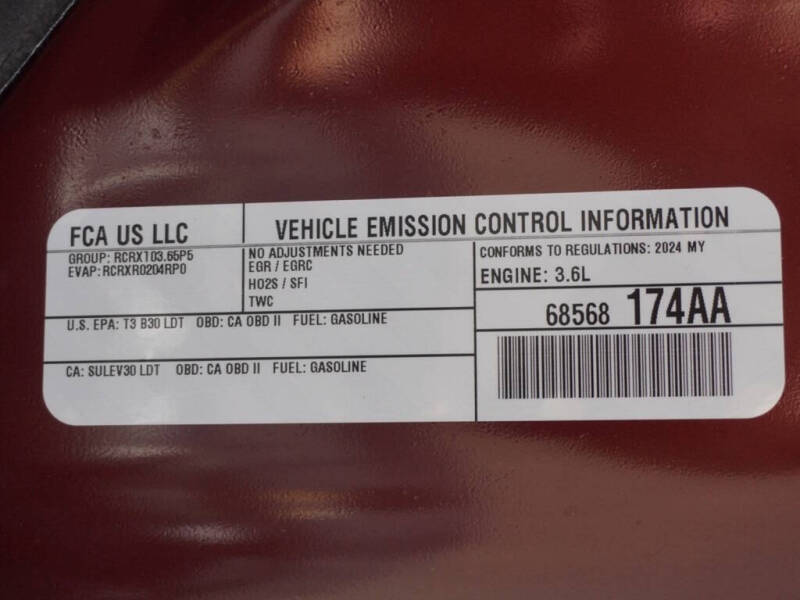 FCA US LLC
GROUP: RCRXT03.65P5
EVAP: RCRXR0204RP0
VEHICLE EMISSION CONTROL INFORMATION
NO ADJUSTMENTS NEEDED
EGR / EGRC
HO2S / SFI
TWC
CONFORMS TO REGULATIONS: 2024 MY
ENGINE: 3.6L
68568 174AA
U.S. EPA: T3 B30 LDT OBD: CA OBD II FUEL: GASOLINE
CA: SULEV30 LDT OBD: CA OBD II FUEL: GASOLINE